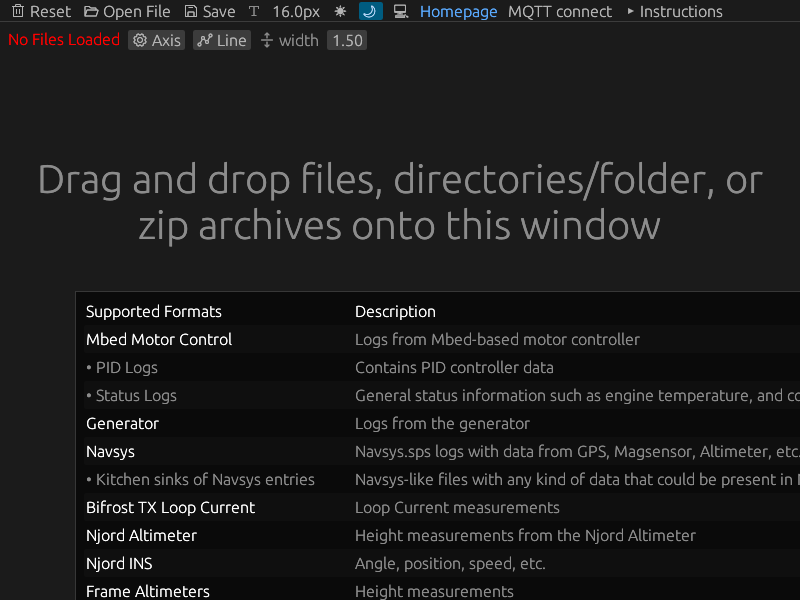 Reset Open File Save T 16.0px Homepage MQTT connect Instructions
No Files Loaded Axis Line width 1.50
Drag and drop files, directories/folder, or
zip archives onto this window
Supported Formats Description
Mbed Motor Control Logs from Mbed-based motor controller
• PID Logs Contains PID controller data
• Status Logs General status information such as engine temperature, and
Generator Logs from the generator
Navsys Navsys.sps logs with data from GPS, Magsensor, Altimeter, etc.
• Kitchen sinks of Navsys entries Navsys-like files with any kind of data that could be present in
Bifrost TX Loop Current Loop Current measurements
Njord Altimeter Height measurements from the Njord Altimeter
Njord INS Angle, position, speed, etc.
Frame Altimeters Height measurements